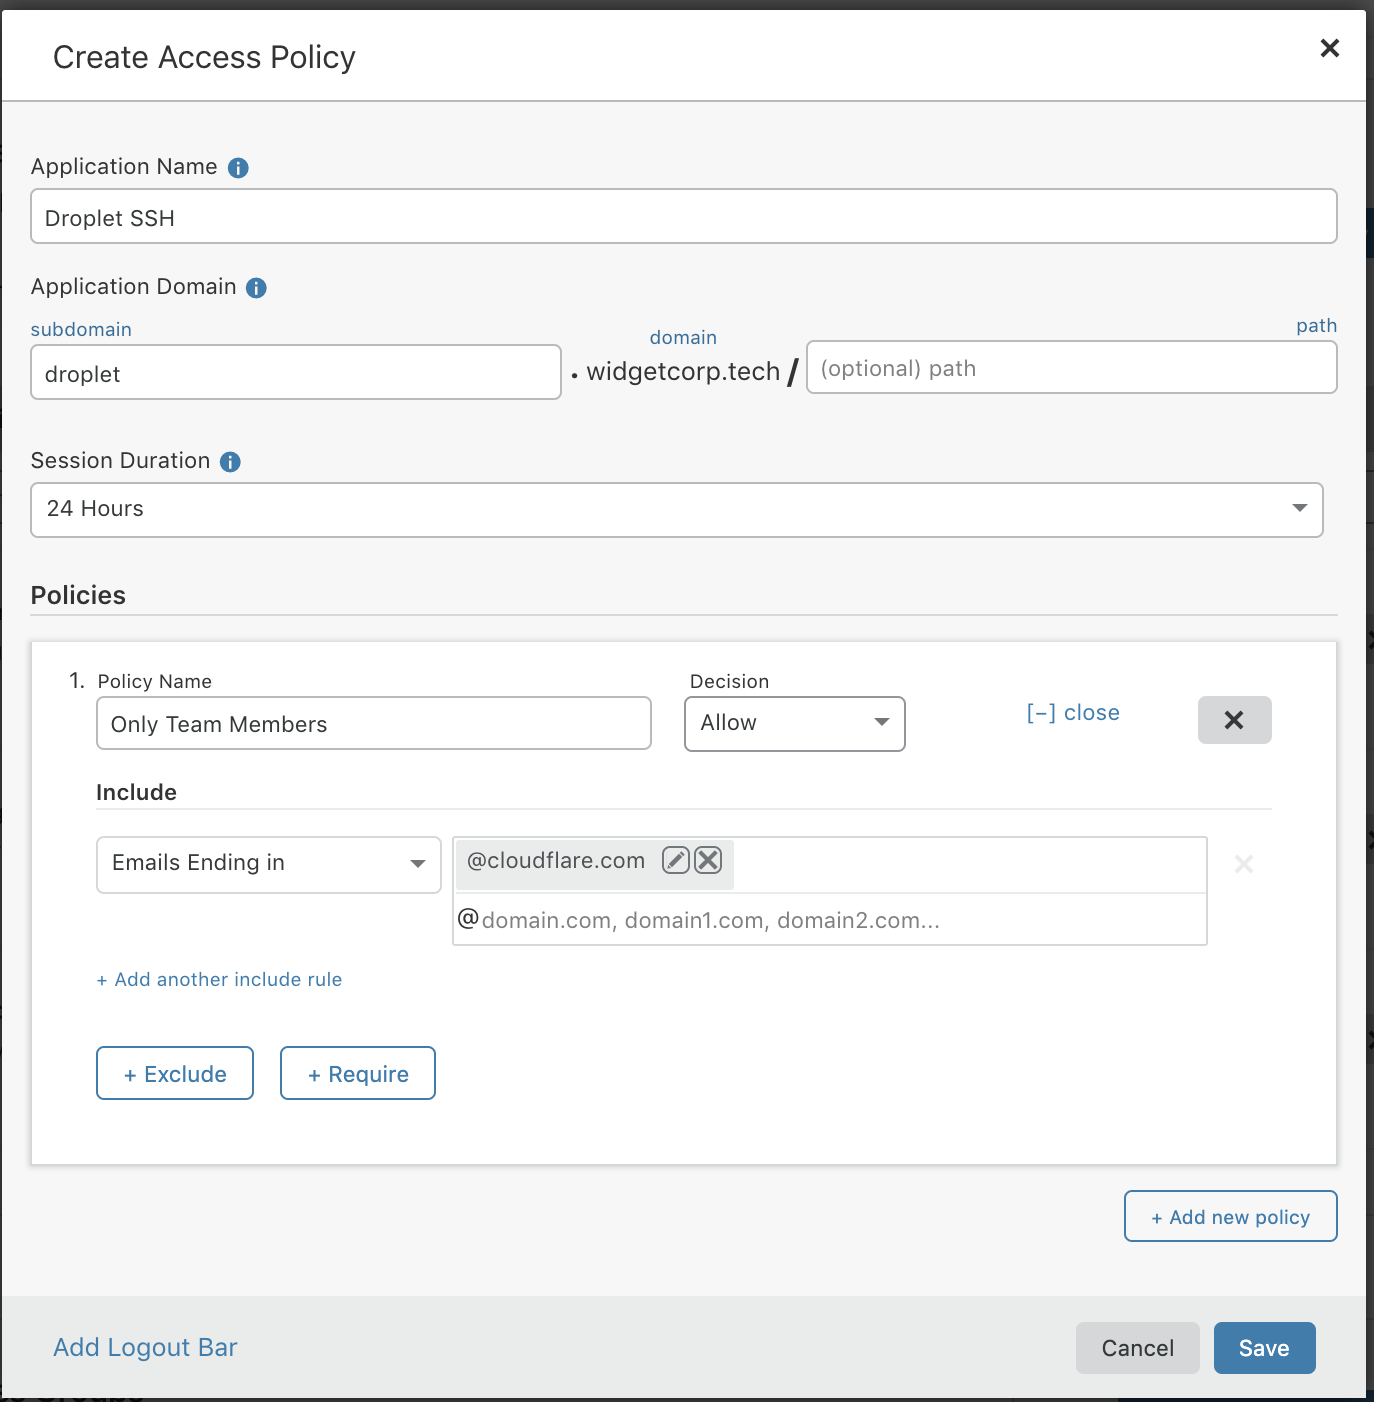 Create Access Policy
Application Name
Droplet SSH
Application Domain
subdomain
domain
path
droplet
. widgetcorp.tech /
(optional) path
Session Duration
24 Hours
Policies
1. Policy Name
Decision
Only Team Members
Allow
[-] close
Include
Emails Ending in
@cloudflare.com
@domain.com, domain1.com, domain2.com...
+ Add another include rule
+ Exclude
+ Require
+ Add new policy
Add Logout Bar
Cancel
Save